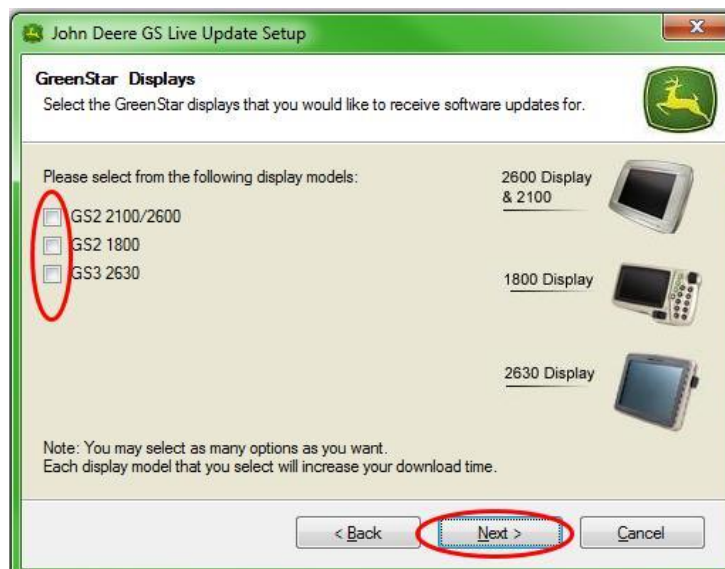 John Deere GS Live Update Setup
GreenStar Displays
Select the GreenStar displays that you would like to receive software updates for.
Please select from the following display models:
GS2 2100/2600
GS2 1800
GS3 2630
2600 Display
& 2100
1800 Display
2630 Display
Note: You may select as many options as you want.
Each display model that you select will increase your download time.
< Back
Next >
Cancel